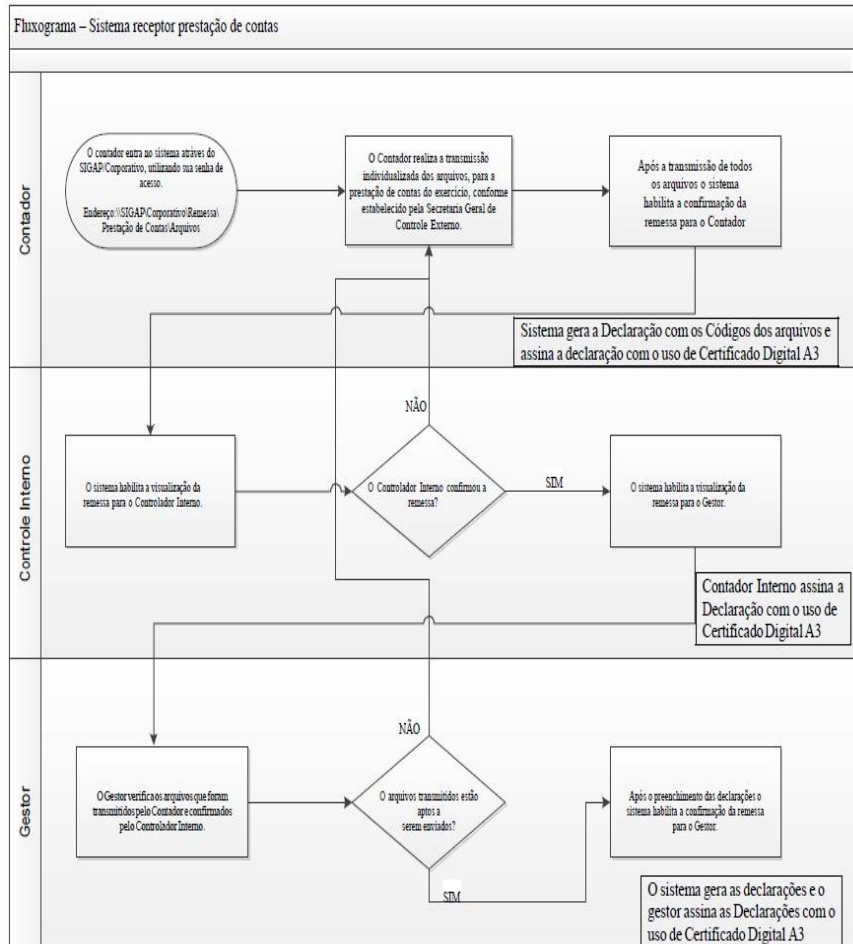 Fluxograma – Sistema receptor prestação de contas
Contador
O contador entra no sistema atráves do
SIGAP/Corporativo, utilizando sua senha de
acesso.
Endereço:\\SIGAP\Corporativo\Remessa\
Prestação de Contas\Arquivos
O Contador realiza a transmissão
individualizada dos arquivos, para a
prestação de contas do exercício, conforme
estabelecido pela Secretaria Geral de
Controle Externo.
Após a transmissão de todos
os arquivos o sistema
habilita a confirmação da
remessa para o Contador
Sistema gera a Declaração com os Códigos dos arquivos e
assina a declaração com o uso de Certificado Digital A3
Controle Interno
O sistema habilita a visualização da
remessa para o Controlador Interno.
NÃO
O Controlador Interno confirmou a
remessa?
SIM
O sistema habilita a visualização da
remessa para o Gestor.
Contador Interno assina a
Declaração com o uso de
Certificado Digital A3
Gestor
O Gestor verifica os arquivos que foram
transmitidos pelo Contador e confirmados
pelo Controlador Interno.
NÃO
O arquivos transmitidos estão
aptos a
serem enviados?
SIM
Após o preenchimento das declarações o
sistema habilita a confirmação da remessa
para o Gestor.
O sistema gera as declarações e o
gestor assina as Declarações com o
uso de Certificado Digital A3